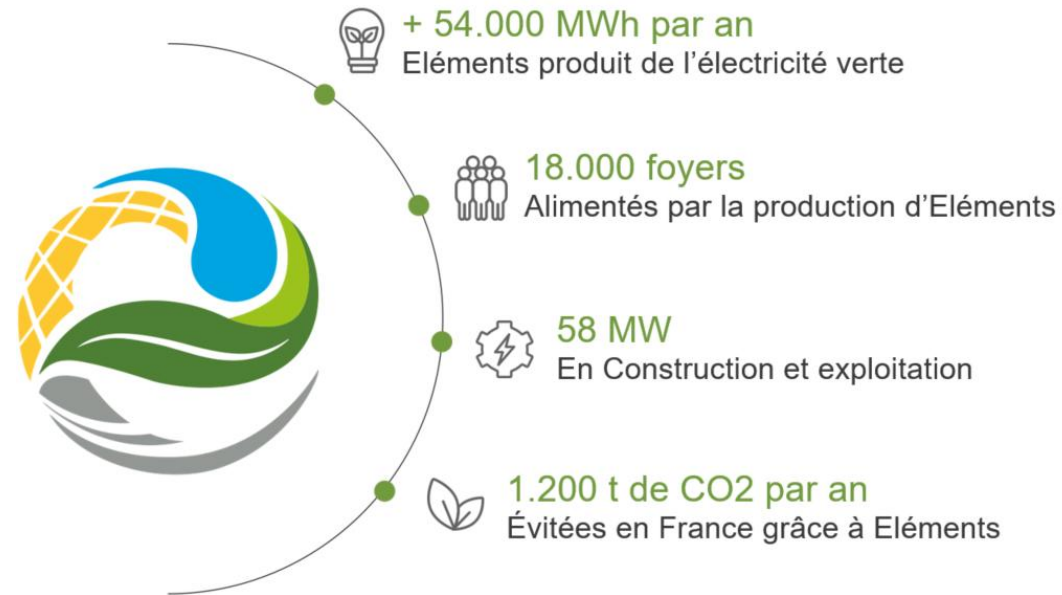 + 54.000 MWh par an
Eléments produit de l’électricité verte
18.000 foyers
Alimentés par la production d’Eléments
58 MW
En Construction et exploitation
1.200 t de CO2 par an
Évitées en France grâce à Eléments